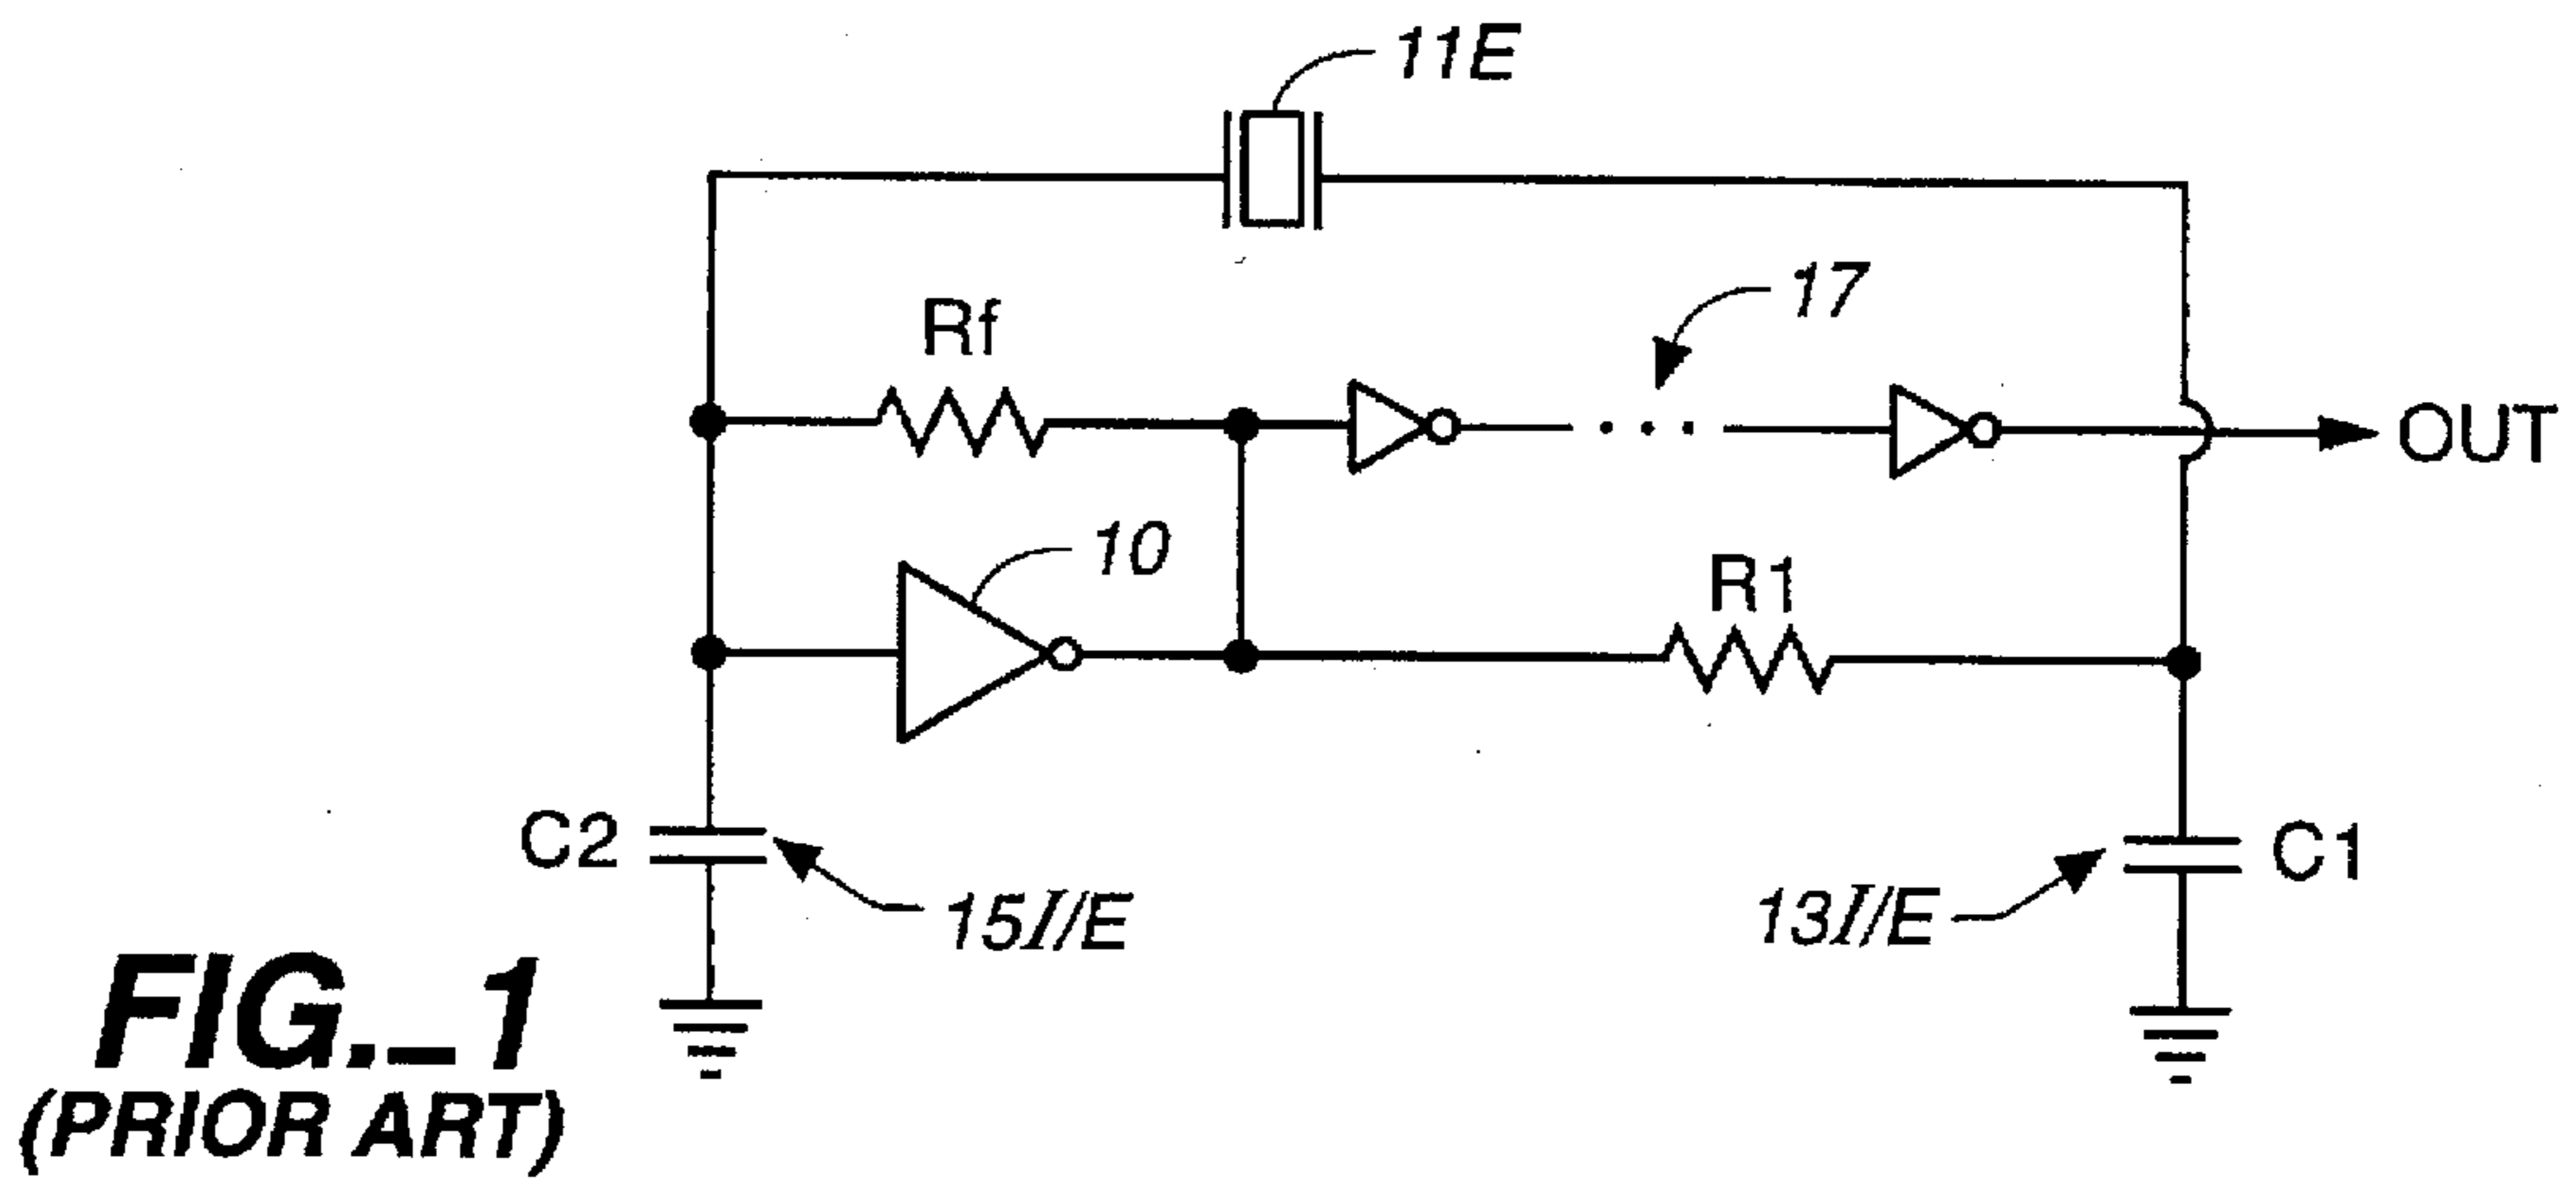 11E
17
Rf
OUT
10
R1
C2
C1
15I/E
13I/E
FIG._1
(PRIOR ART)